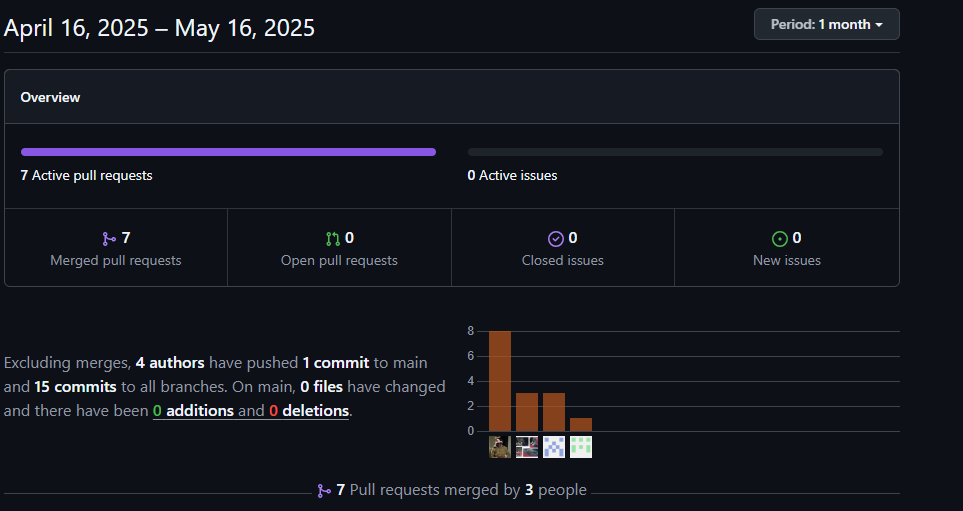 April 16, 2025 – May 16, 2025
Period: 1 month
Overview
7 Active pull requests
0 Active issues
7
Merged pull requests
0
Open pull requests
0
Closed issues
0
New issues
Excluding merges, 4 authors have pushed 1 commit to main
and 15 commits to all branches. On main, 0 files have changed
and there have been 0 additions and 0 deletions.
8
6
4
2
0
7 Pull requests merged by 3 people